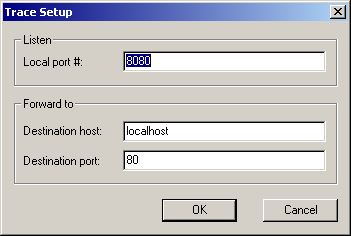 Trace Setup
Listen
Local port #: 8080
Forward to
Destination host: localhost
Destination port: 80
OK Cancel